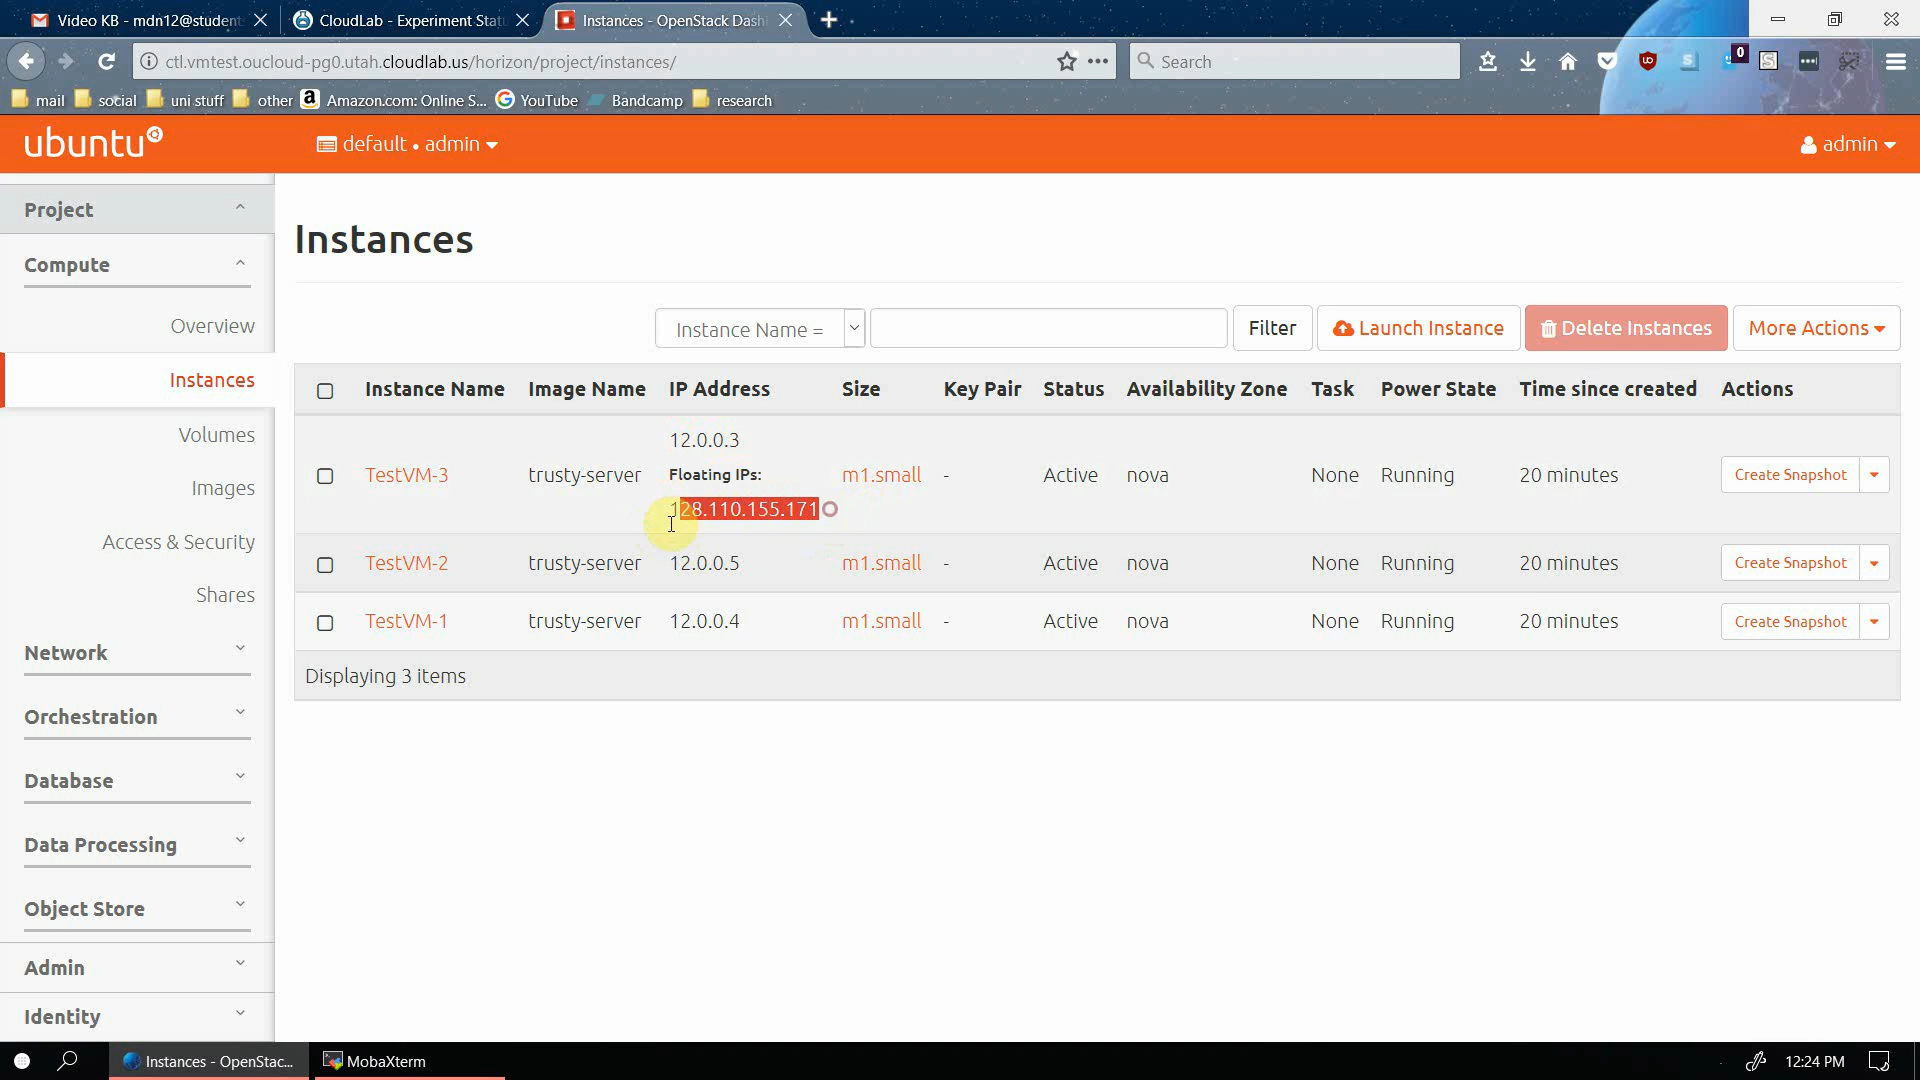 Video KB - mdn12@student
CloudLab - Experiment Stat
Instances - OpenStack Dash
ctl.vmtest.oucloud-pg0.utah.cloudlab.us/horizon/project/instances/
Search
0
mail
social
uni stuff
other
Amazon.com: Online S...
YouTube
Bandcamp
research
ubuntu
default • admin
admin
Project
Compute
Overview
Instances
Volumes
Images
Access & Security
Shares
Network
Orchestration
Database
Data Processing
Object Store
Admin
Identity
Instances
Instance Name =
Filter
Launch Instance
Delete Instances
More Actions
Instance Name Image Name IP Address Size Key Pair Status Availability Zone Task Power State Time since created Actions
12.0.0.3
TestVM-3 trusty-server Floating IPs: m1.small - Active nova None Running 20 minutes Create Snapshot
128.110.155.171
TestVM-2 trusty-server 12.0.0.5 m1.small - Active nova None Running 20 minutes Create Snapshot
TestVM-1 trusty-server 12.0.0.4 m1.small - Active nova None Running 20 minutes Create Snapshot
Displaying 3 items
Instances - OpenStac...
MobaXterm
12:24 PM